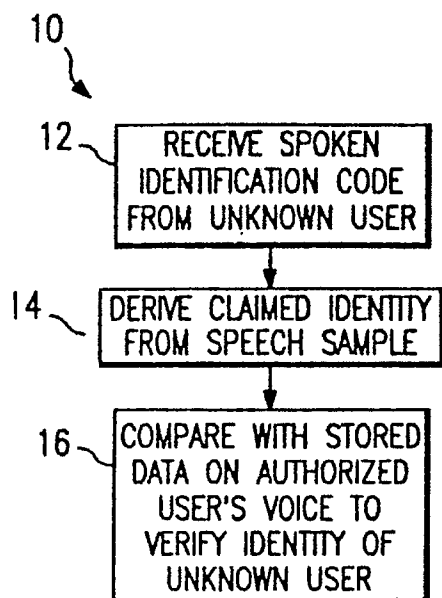 10
12
RECEIVE SPOKEN
IDENTIFICATION CODE
FROM UNKNOWN USER
14
DERIVE CLAIMED IDENTITY
FROM SPEECH SAMPLE
16
COMPARE WITH STORED
DATA ON AUTHORIZED
USER'S VOICE TO
VERIFY IDENTITY OF
UNKNOWN USER